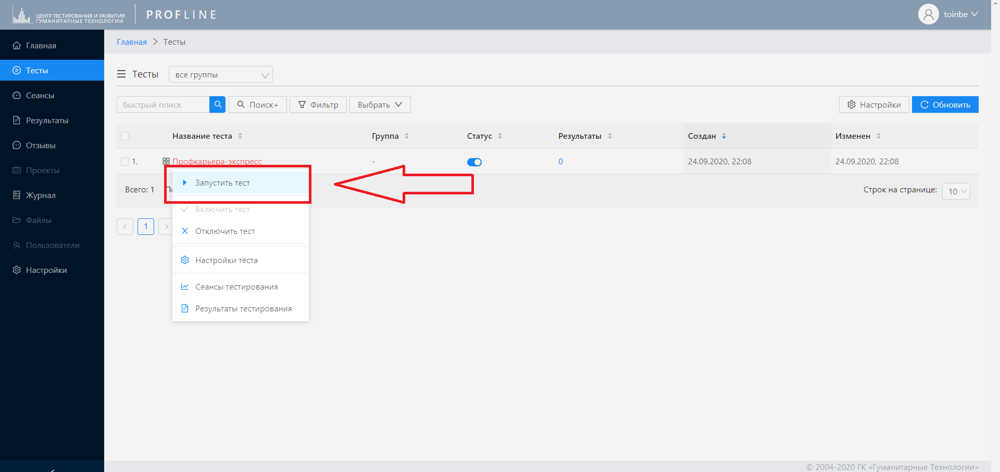 ЦЕНТР ТЕСТИРОВАНИЯ И РАЗВИТИЯ
ГУМАНИТАРНЫЕ ТЕХНОЛОГИИ
PROFLINE
toinbe
Главная
Тесты
Сеансы
Результаты
Отзывы
Проекты
Журнал
Файлы
Пользователи
Настройки
Главная > Тесты
Тесты
все группы
быстрый поиск
Поиск+
Фильтр
Выбрать
Настройки
Обновить
Название теста
Группа
Статус
Результаты
Создан
Изменен
1. Профкарьера-экспресс - 0 24.09.2020, 22:08 24.09.2020, 22:08
Всего: 1
Строк на странице: 10
< 1 >
Запустить тест
Включить тест
Отключить тест
Настройки теста
Сеансы тестирования
Результаты тестирования
© 2004-2020 ГК «Гуманитарные Технологии»